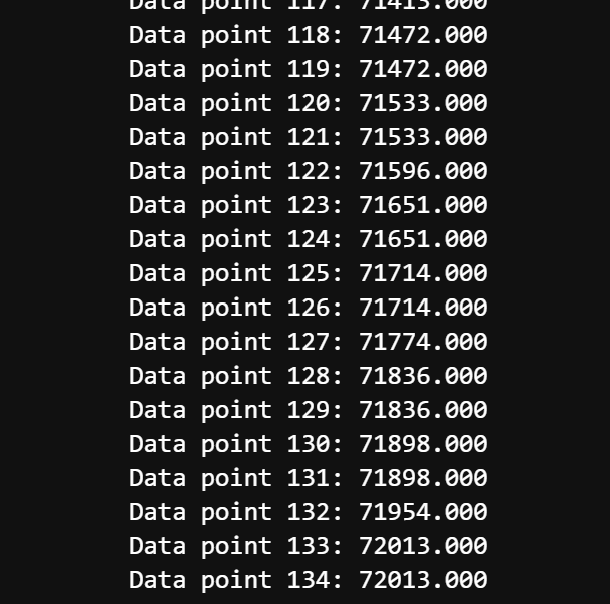 Data point 117: 71413.000
Data point 118: 71472.000
Data point 119: 71472.000
Data point 120: 71533.000
Data point 121: 71533.000
Data point 122: 71596.000
Data point 123: 71651.000
Data point 124: 71651.000
Data point 125: 71714.000
Data point 126: 71714.000
Data point 127: 71774.000
Data point 128: 71836.000
Data point 129: 71836.000
Data point 130: 71898.000
Data point 131: 71898.000
Data point 132: 71954.000
Data point 133: 72013.000
Data point 134: 72013.000